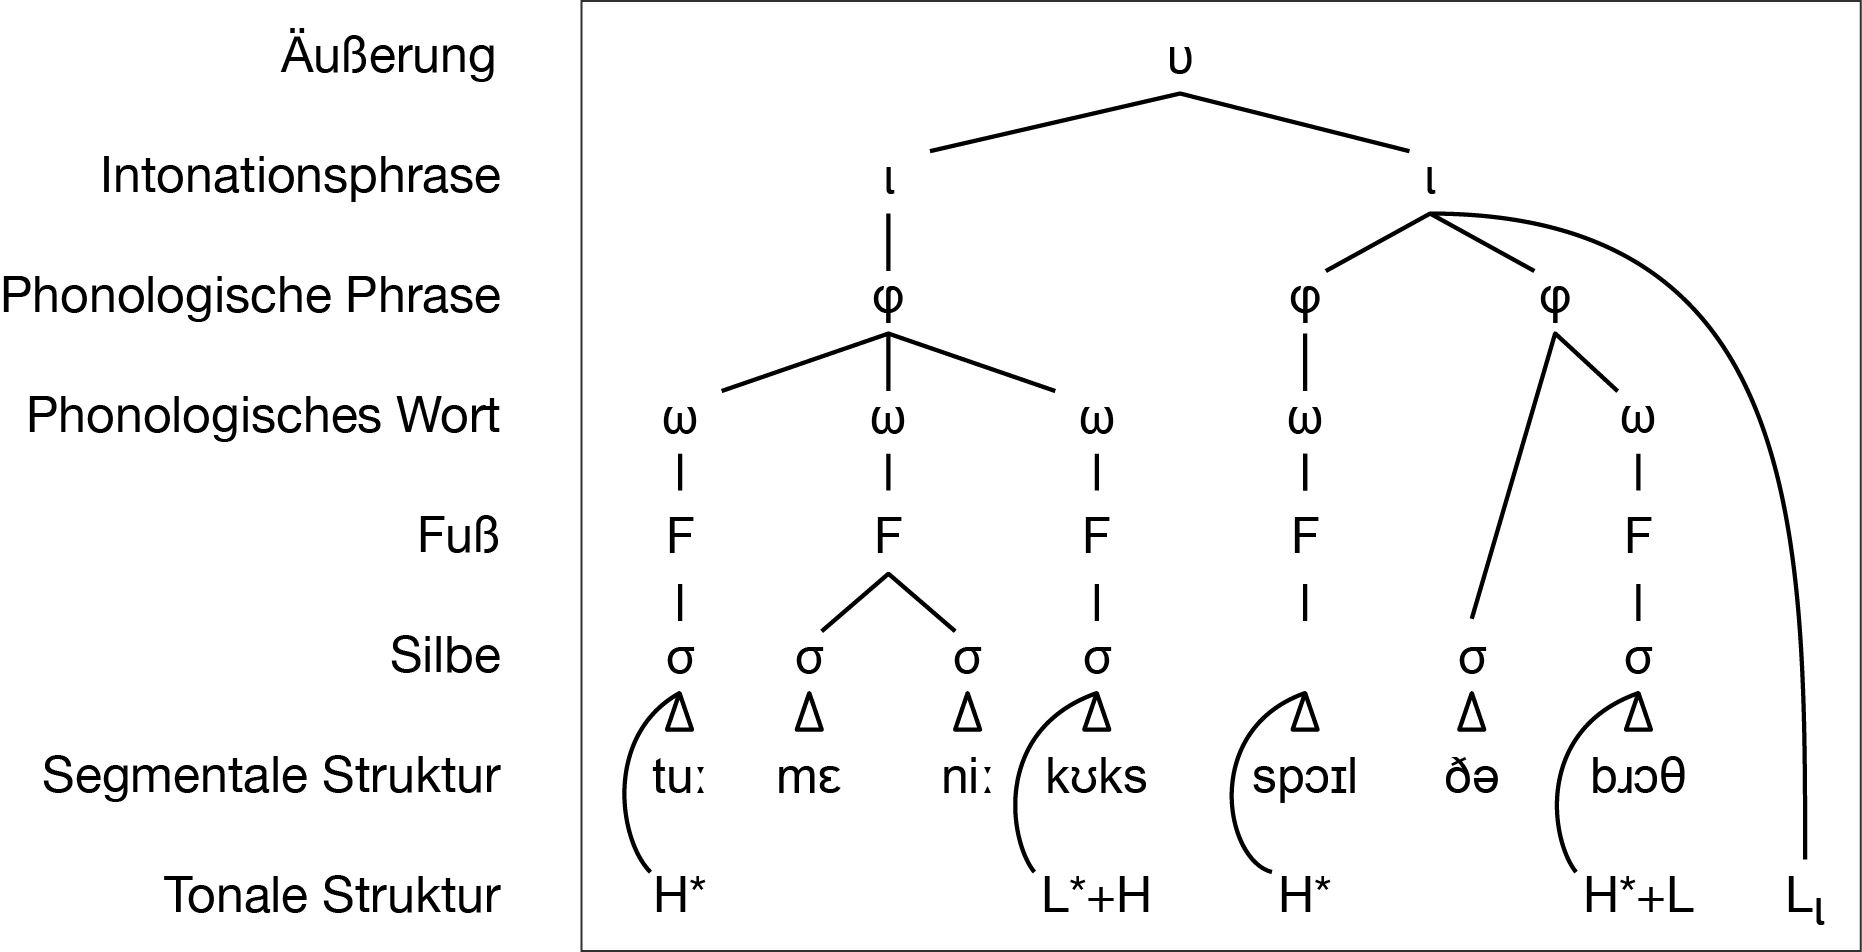 Äußerung υ
Intonationsphrase ι ι
Phonologische Phrase φ φ φ
Phonologisches Wort ω ω ω ω ω
Fuß F F F F F
Silbe σ σ σ σ σ σ
Segmentale Struktur tuː mɛ niː kʊks spɔɪl ðə bɹɔθ
Tonale Struktur H* L*+H H* H*+L Lι